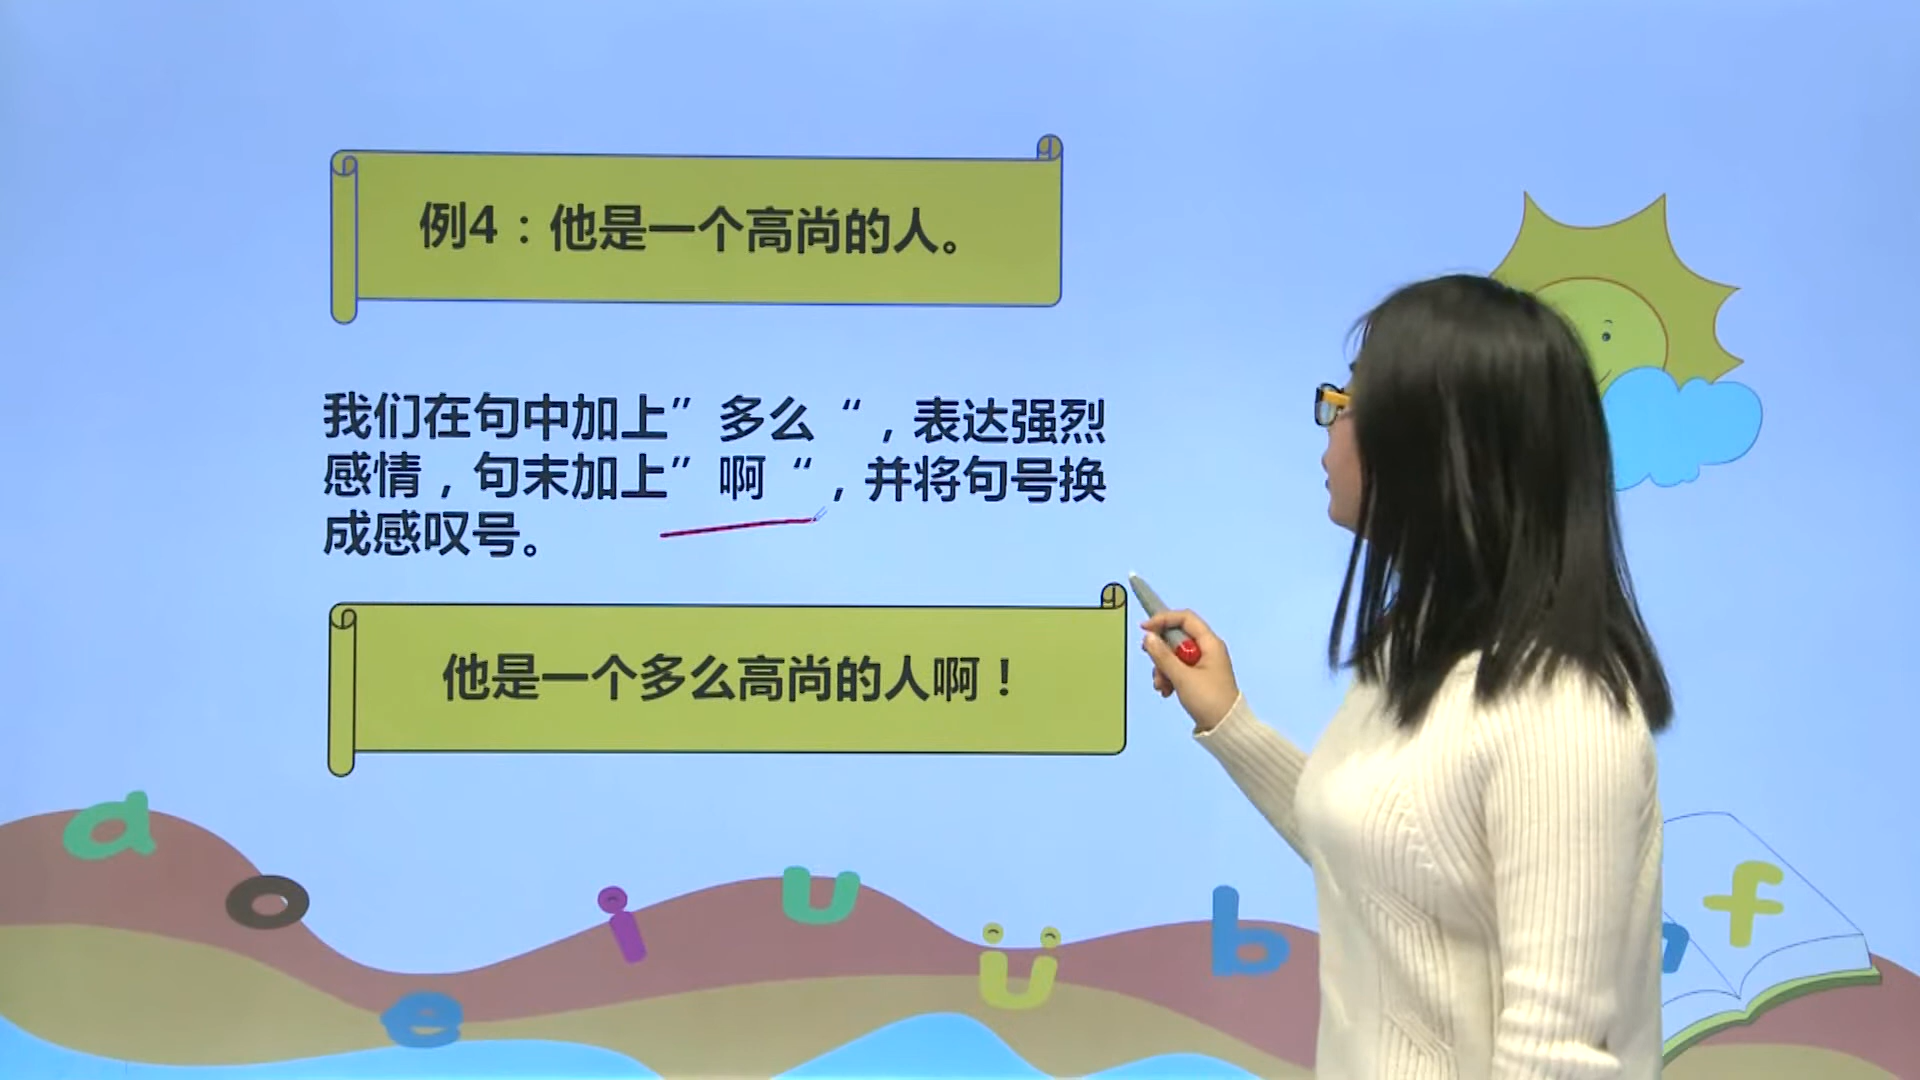 例4：他是一个高尚的人。
我们在句中加上”多么“，表达强烈
感情，句末加上”啊“，并将句号换
成感叹号。
他是一个多么高尚的人啊！
a
o
e
i
u
ü
b
f